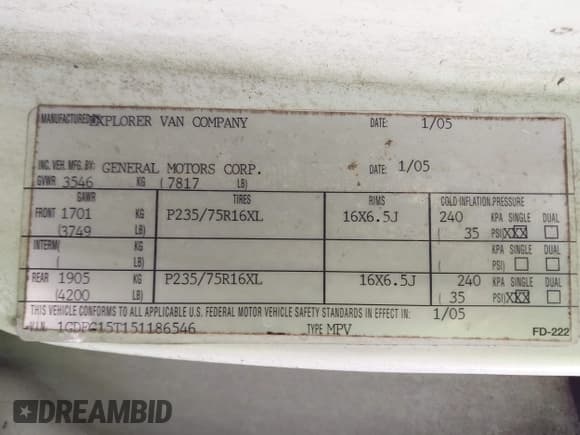 MANUFACTURED BY EXPLORER VAN COMPANY DATE: 1/05
INC. VEH. MFG. BY: GENERAL MOTORS CORP. DATE: 1/05
GVWR 3546 KG (7817 LB)
GAWR TIRES RIMS COLD INFLATION PRESSURE
FRONT 1701 KG P235/75R16XL 16X6.5J 240 KPA SINGLE DUAL
(3749 LB) ( 35 PSI) XXX
INTERM( KG KPA SINGLE DUAL
( LB) ( PSI)
REAR 1905 KG P235/75R16XL 16X6.5J 240 KPA SINGLE DUAL
(4200 LB) ( 35 PSI) XXX
THIS VEHICLE CONFORMS TO ALL APPLICABLE U.S. FEDERAL MOTOR VEHICLE SAFETY STANDARDS IN EFFECT IN: 1/05
V.I.N. TYPE MPV FD-222
DREAMBID